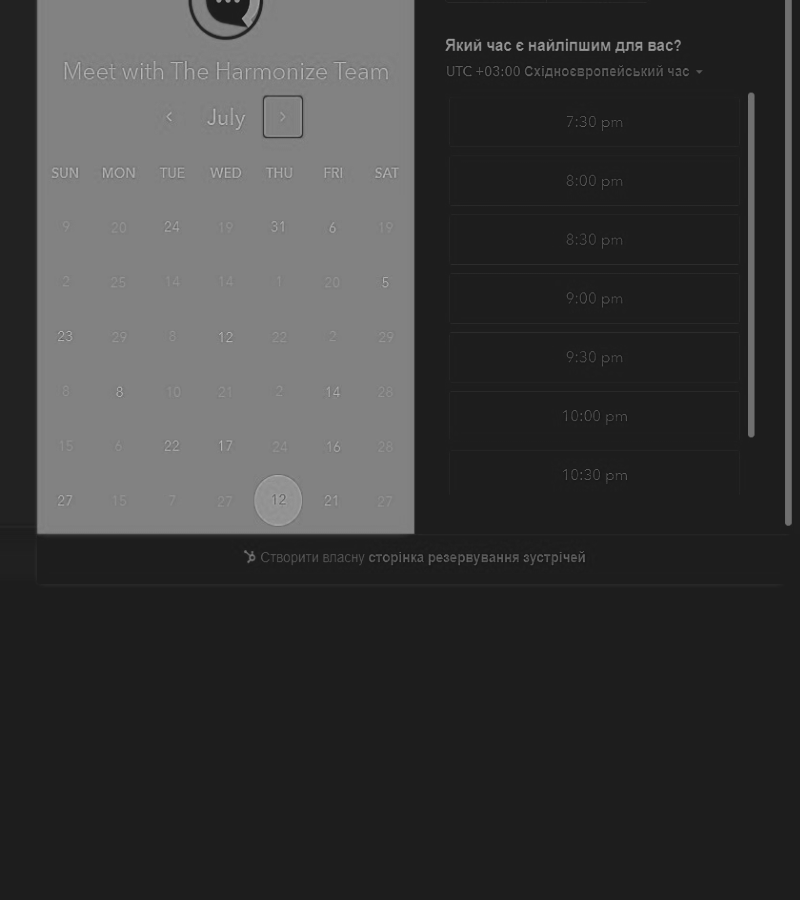 Meet with The Harmonize Team
July
SUN MON TUE WED THU FRI SAT
9 20 24 19 31 6 19
2 25 14 14 1 20 5
23 29 8 12 22 2 29
8 8 10 21 2 14 28
15 6 22 17 24 16 28
27 15 7 27 12 21 27
Який час є найліпшим для вас?
UTC +03:00 Східноєвропейський час
7:30 pm
8:00 pm
8:30 pm
9:00 pm
9:30 pm
10:00 pm
10:30 pm
Створити власну сторінка резервування зустрічей